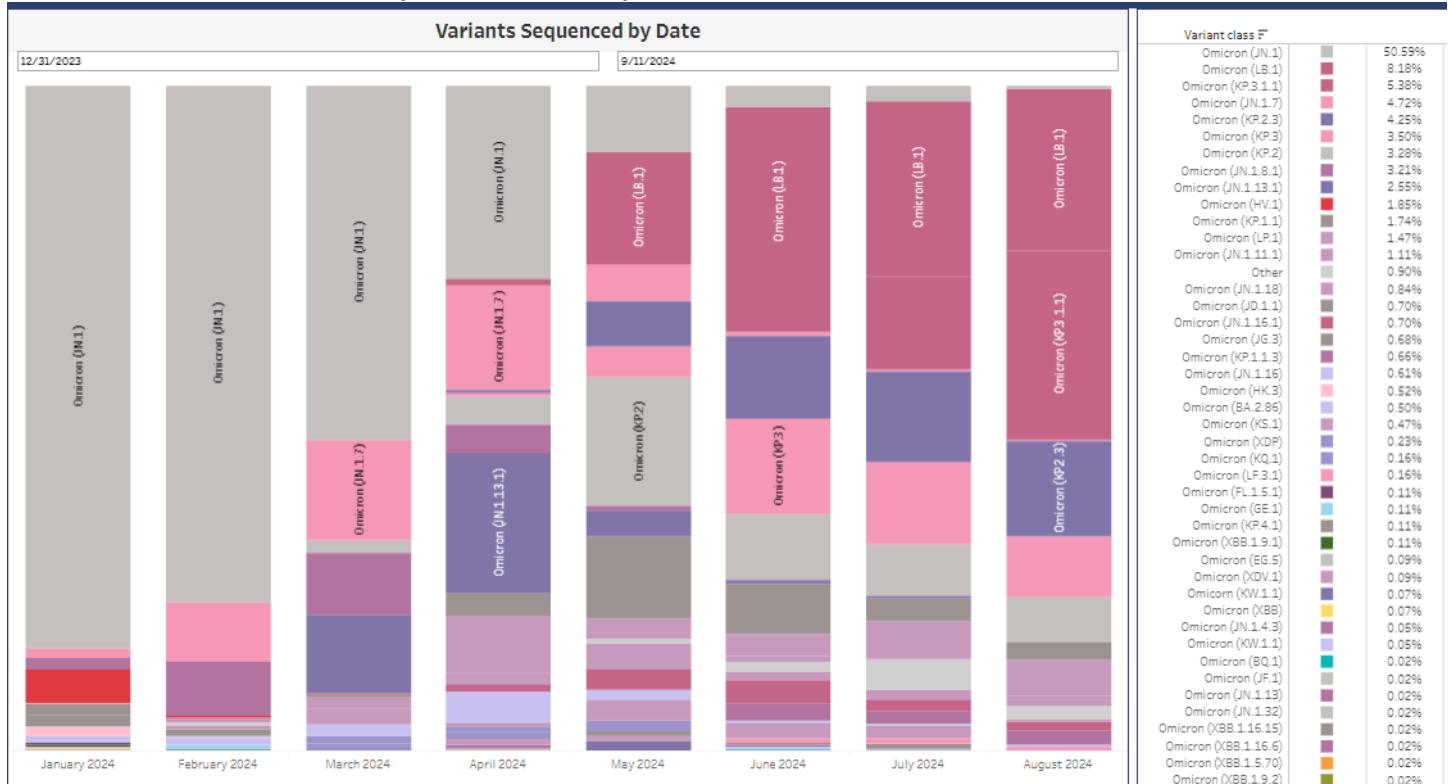 Variants Sequenced by Date
12/31/2023
9/11/2024
Omicron (JN.1)
Omicron (JN.1)
Omicron (JN.1)
Omicron (JN.1.7)
Omicron (JN.1)
Omicron (JN.1.7)
Omicron (JN.1.13.1)
Omicron (LB.1)
Omicron (KP.2)
Omicron (LB.1)
Omicron (KP.3)
Omicron (LB.1)
Omicron (LB.1)
Omicron (KP.3.1.1)
Omicron (KP.2.3)
January 2024
February 2024
March 2024
April 2024
May 2024
June 2024
July 2024
August 2024
Variant class
Omicron (JN.1) 50.59%
Omicron (LB.1) 8.18%
Omicron (KP.3.1.1) 5.38%
Omicron (JN.1.7) 4.72%
Omicron (KP.2.3) 4.25%
Omicron (KP.3) 3.50%
Omicron (KP.2) 3.28%
Omicron (JN.1.8.1) 3.21%
Omicron (JN.1.13.1) 2.55%
Omicron (HV.1) 1.85%
Omicron (KP.1.1) 1.74%
Omicron (LP.1) 1.47%
Omicron (JN.1.11.1) 1.11%
Other 0.90%
Omicron (JN.1.18) 0.84%
Omicron (JD.1.1) 0.70%
Omicron (JN.1.16.1) 0.70%
Omicron (JG.3) 0.68%
Omicron (KP.1.1.3) 0.66%
Omicron (JN.1.16) 0.61%
Omicron (HK.3) 0.52%
Omicron (BA.2.86) 0.50%
Omicron (KS.1) 0.47%
Omicron (XDP) 0.23%
Omicron (KQ.1) 0.16%
Omicron (LF.3.1) 0.16%
Omicron (FL.1.5.1) 0.11%
Omicron (GE.1) 0.11%
Omicron (KP.4.1) 0.11%
Omicron (XBB.1.9.1) 0.11%
Omicron (EG.5) 0.09%
Omicron (XDV.1) 0.09%
Omicorn (KW.1.1) 0.07%
Omicron (XBB) 0.07%
Omicron (JN.1.4.3) 0.05%
Omicron (KW.1.1) 0.05%
Omicron (BQ.1) 0.02%
Omicron (JF.1) 0.02%
Omicron (JN.1.13) 0.02%
Omicron (JN.1.32) 0.02%
Omicron (XBB.1.16.15) 0.02%
Omicron (XBB.1.16.6) 0.02%
Omicron (XBB.1.5.70) 0.02%
Omicron (XBB.1.9.2) 0.02%